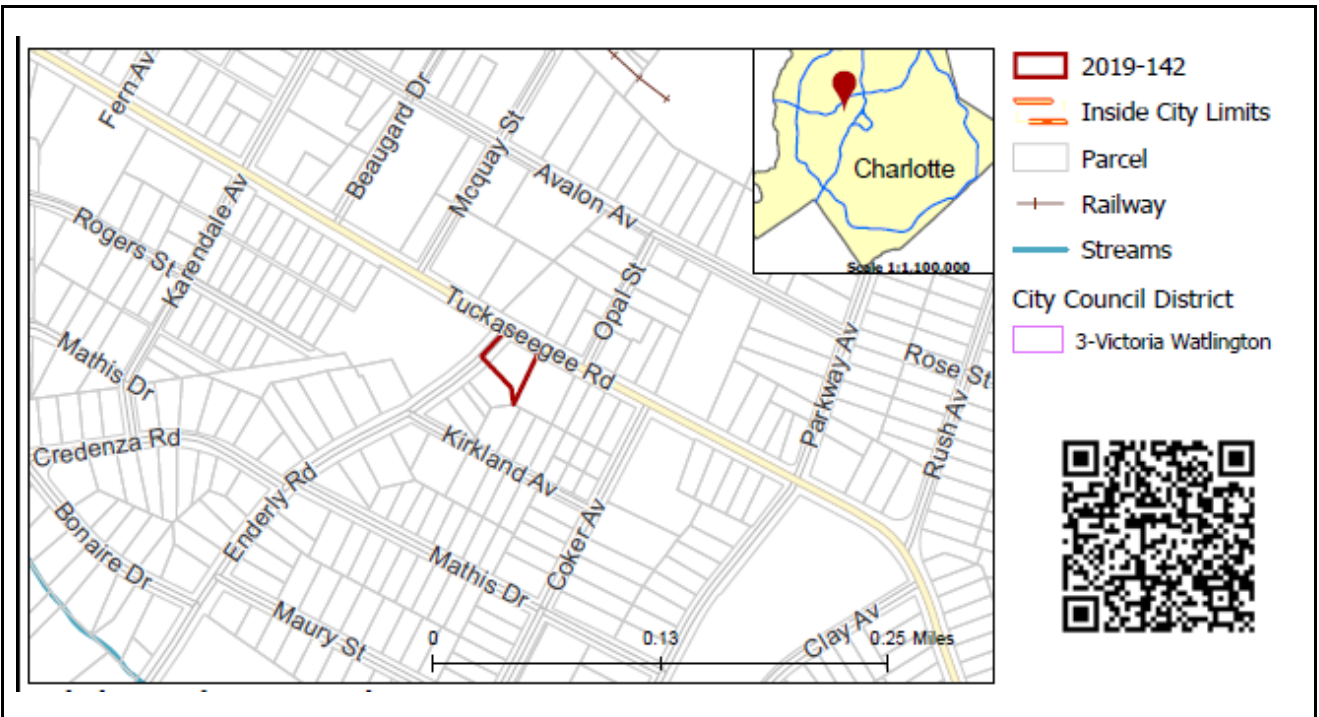 Fern Av
Beaugard Dr
Mcquay St
Avalon Av
Karendale Av
Rogers St
Tuckaseegee Rd
Opal St
Mathis Dr
Credenza Rd
Kirkland Av
Parkway Av
Rose St
Rush Av
Enderly Rd
Bonaire Dr
Coker Av
Mathis Dr
Maury St
Clay Av
0 0.13 0.25 Miles
Charlotte
Scale 1:1,100,000
2019-142
Inside City Limits
Parcel
Railway
Streams
City Council District
3-Victoria Watlington